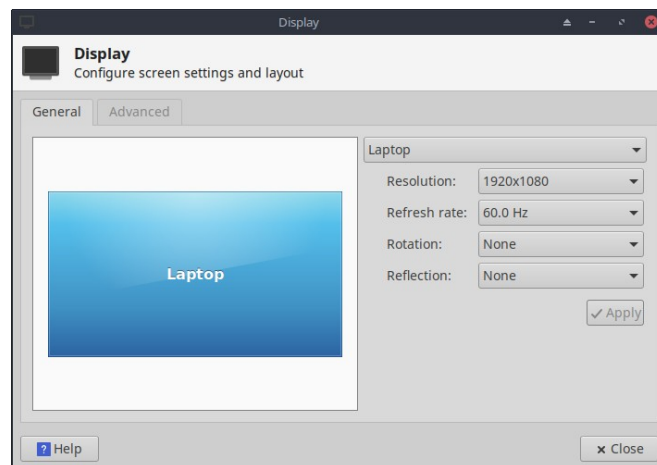 Display
Display
Configure screen settings and layout
General Advanced
Laptop
Laptop
Resolution: 1920x1080
Refresh rate: 60.0 Hz
Rotation: None
Reflection: None
Apply
? Help
Close